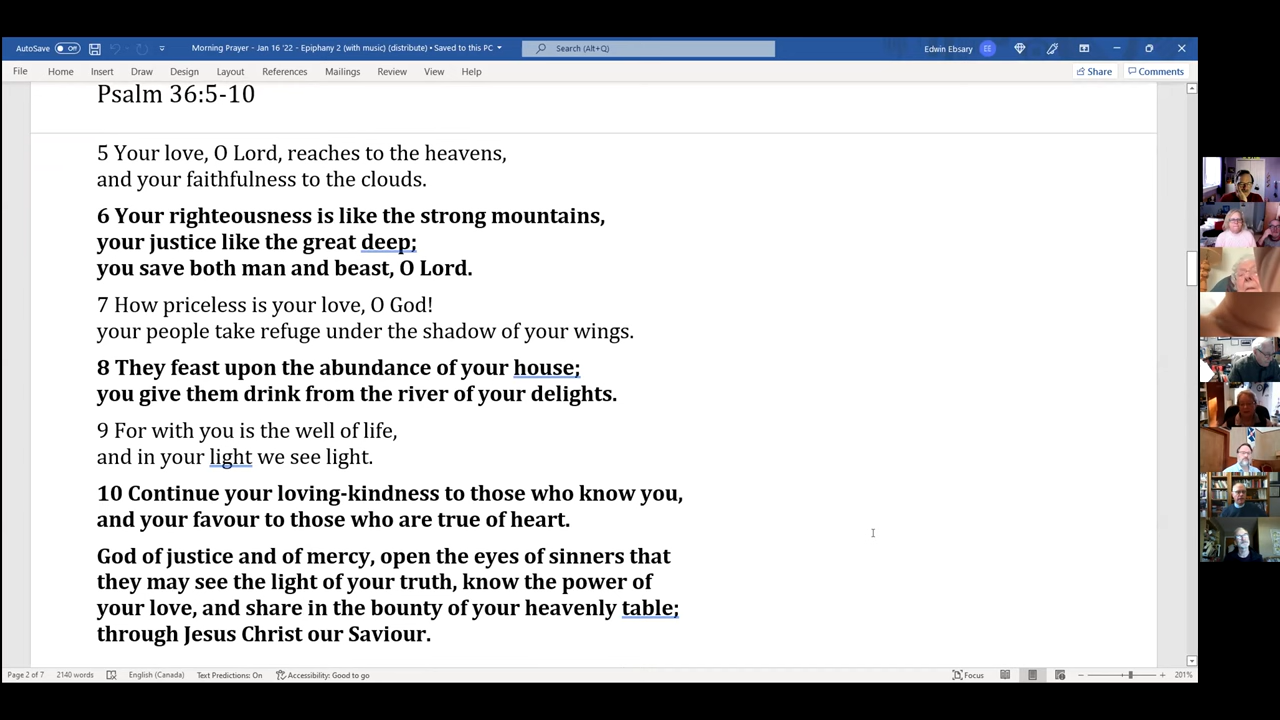 AutoSave Off Morning Prayer - Jan 16 '22 - Epiphany 2 (with music) (distribute) • Saved to this PC Search (Alt+Q) Edwin Ebsary EE
File Home Insert Draw Design Layout References Mailings Review View Help Share Comments
Psalm 36:5-10
5 Your love, O Lord, reaches to the heavens,
and your faithfulness to the clouds.
6 Your righteousness is like the strong mountains,
your justice like the great deep;
you save both man and beast, O Lord.
7 How priceless is your love, O God!
your people take refuge under the shadow of your wings.
8 They feast upon the abundance of your house;
you give them drink from the river of your delights.
9 For with you is the well of life,
and in your light we see light.
10 Continue your loving-kindness to those who know you,
and your favour to those who are true of heart.
God of justice and of mercy, open the eyes of sinners that
they may see the light of your truth, know the power of
your love, and share in the bounty of your heavenly table;
through Jesus Christ our Saviour.
Page 2 of 7 2140 words English (Canada) Text Predictions: On Accessibility: Good to go Focus 201%